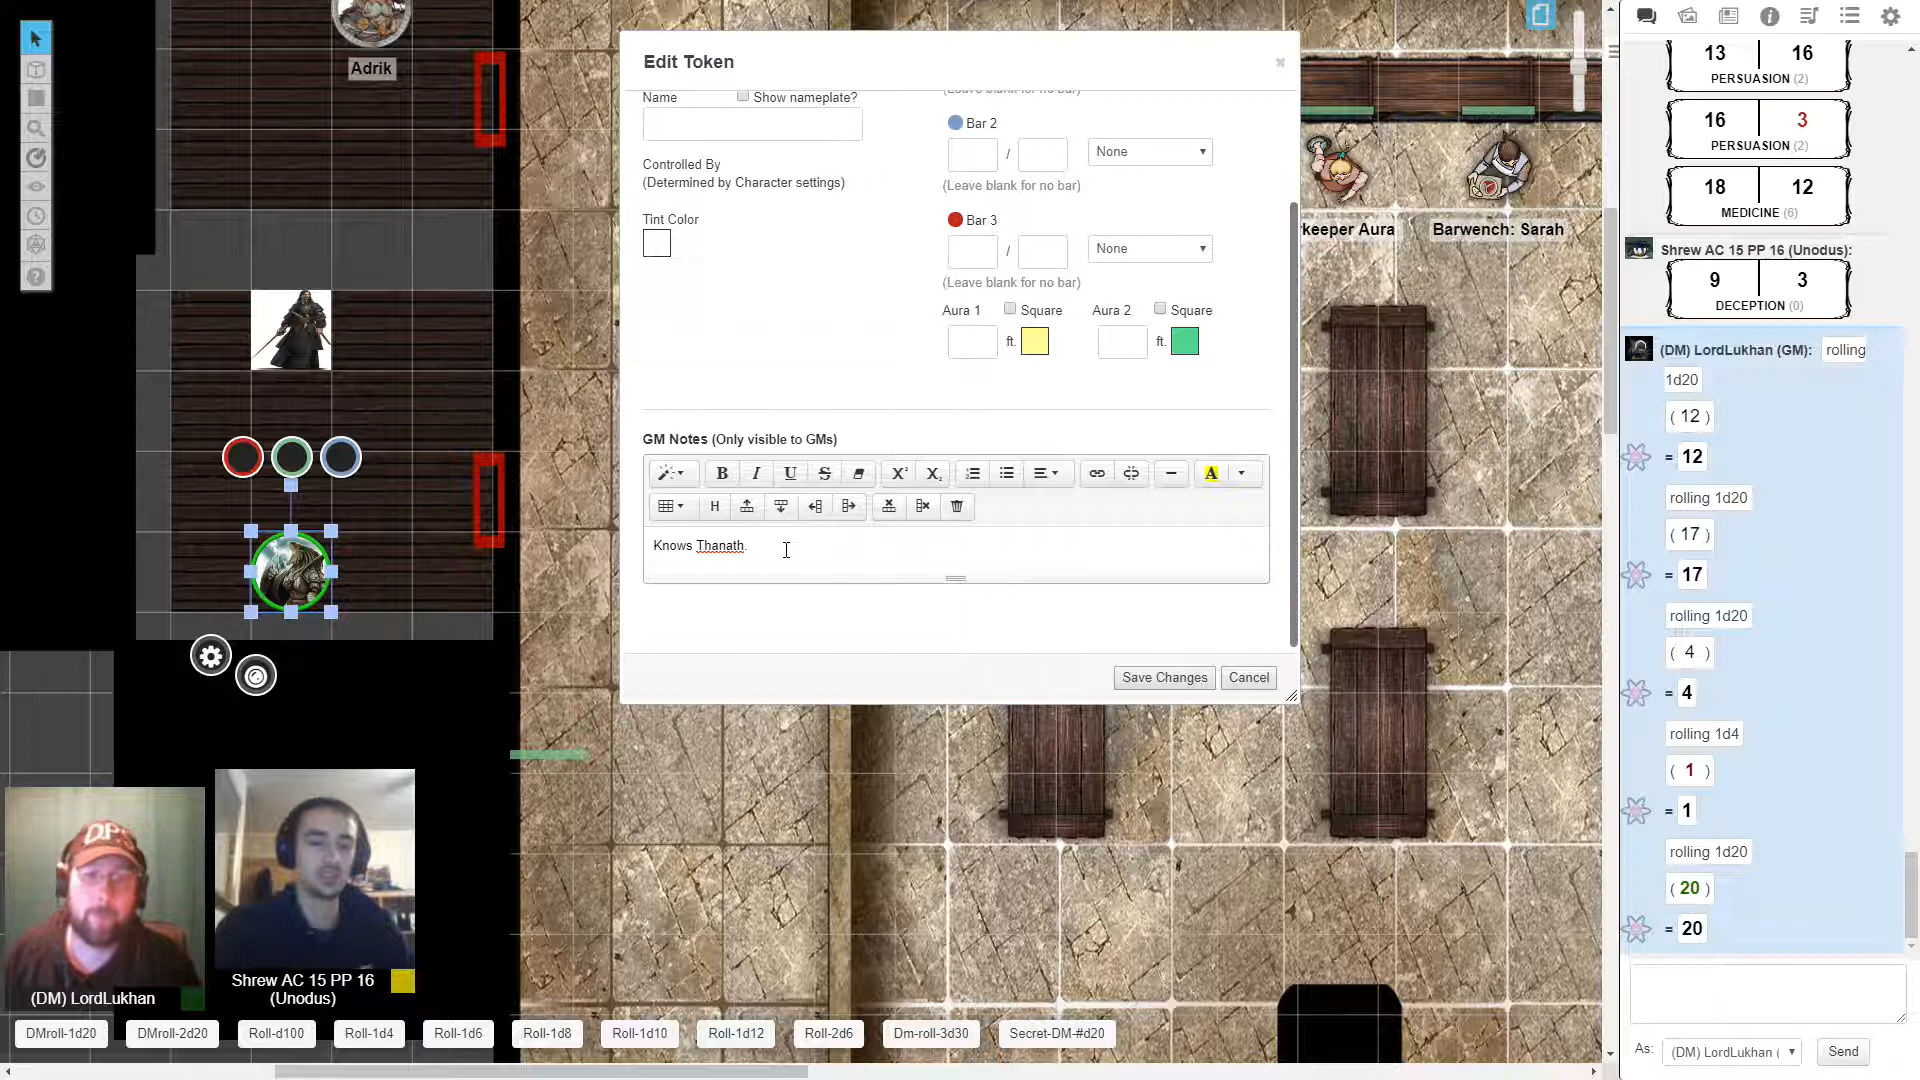 Adrik
Edit Token
×
Name
Show nameplate?
Controlled By
(Determined by Character settings)
Tint Color
(Leave blank for no bar)
Bar 2
/
None
(Leave blank for no bar)
Bar 3
/
None
(Leave blank for no bar)
Aura 1
Square
Aura 2
Square
ft.
ft.
GM Notes (Only visible to GMs)
B I U S X² X₂ A
H
Knows Thanath.
Save Changes
Cancel
keeper Aura
Barwench: Sarah
13 16
PERSUASION (2)
16 3
PERSUASION (2)
18 12
MEDICINE (6)
Shrew AC 15 PP 16 (Unodus):
9 3
DECEPTION (0)
(DM) LordLukhan (GM): rolling
1d20
( 12 )
= 12
rolling 1d20
( 17 )
= 17
rolling 1d20
( 4 )
= 4
rolling 1d4
( 1 )
= 1
rolling 1d20
( 20 )
= 20
As:
(DM) LordLukhan (
Send
(DM) LordLukhan
Shrew AC 15 PP 16
(Unodus)
DMroll-1d20
DMroll-2d20
Roll-d100
Roll-1d4
Roll-1d6
Roll-1d8
Roll-1d10
Roll-1d12
Roll-2d6
Dm-roll-3d30
Secret-DM-#d20